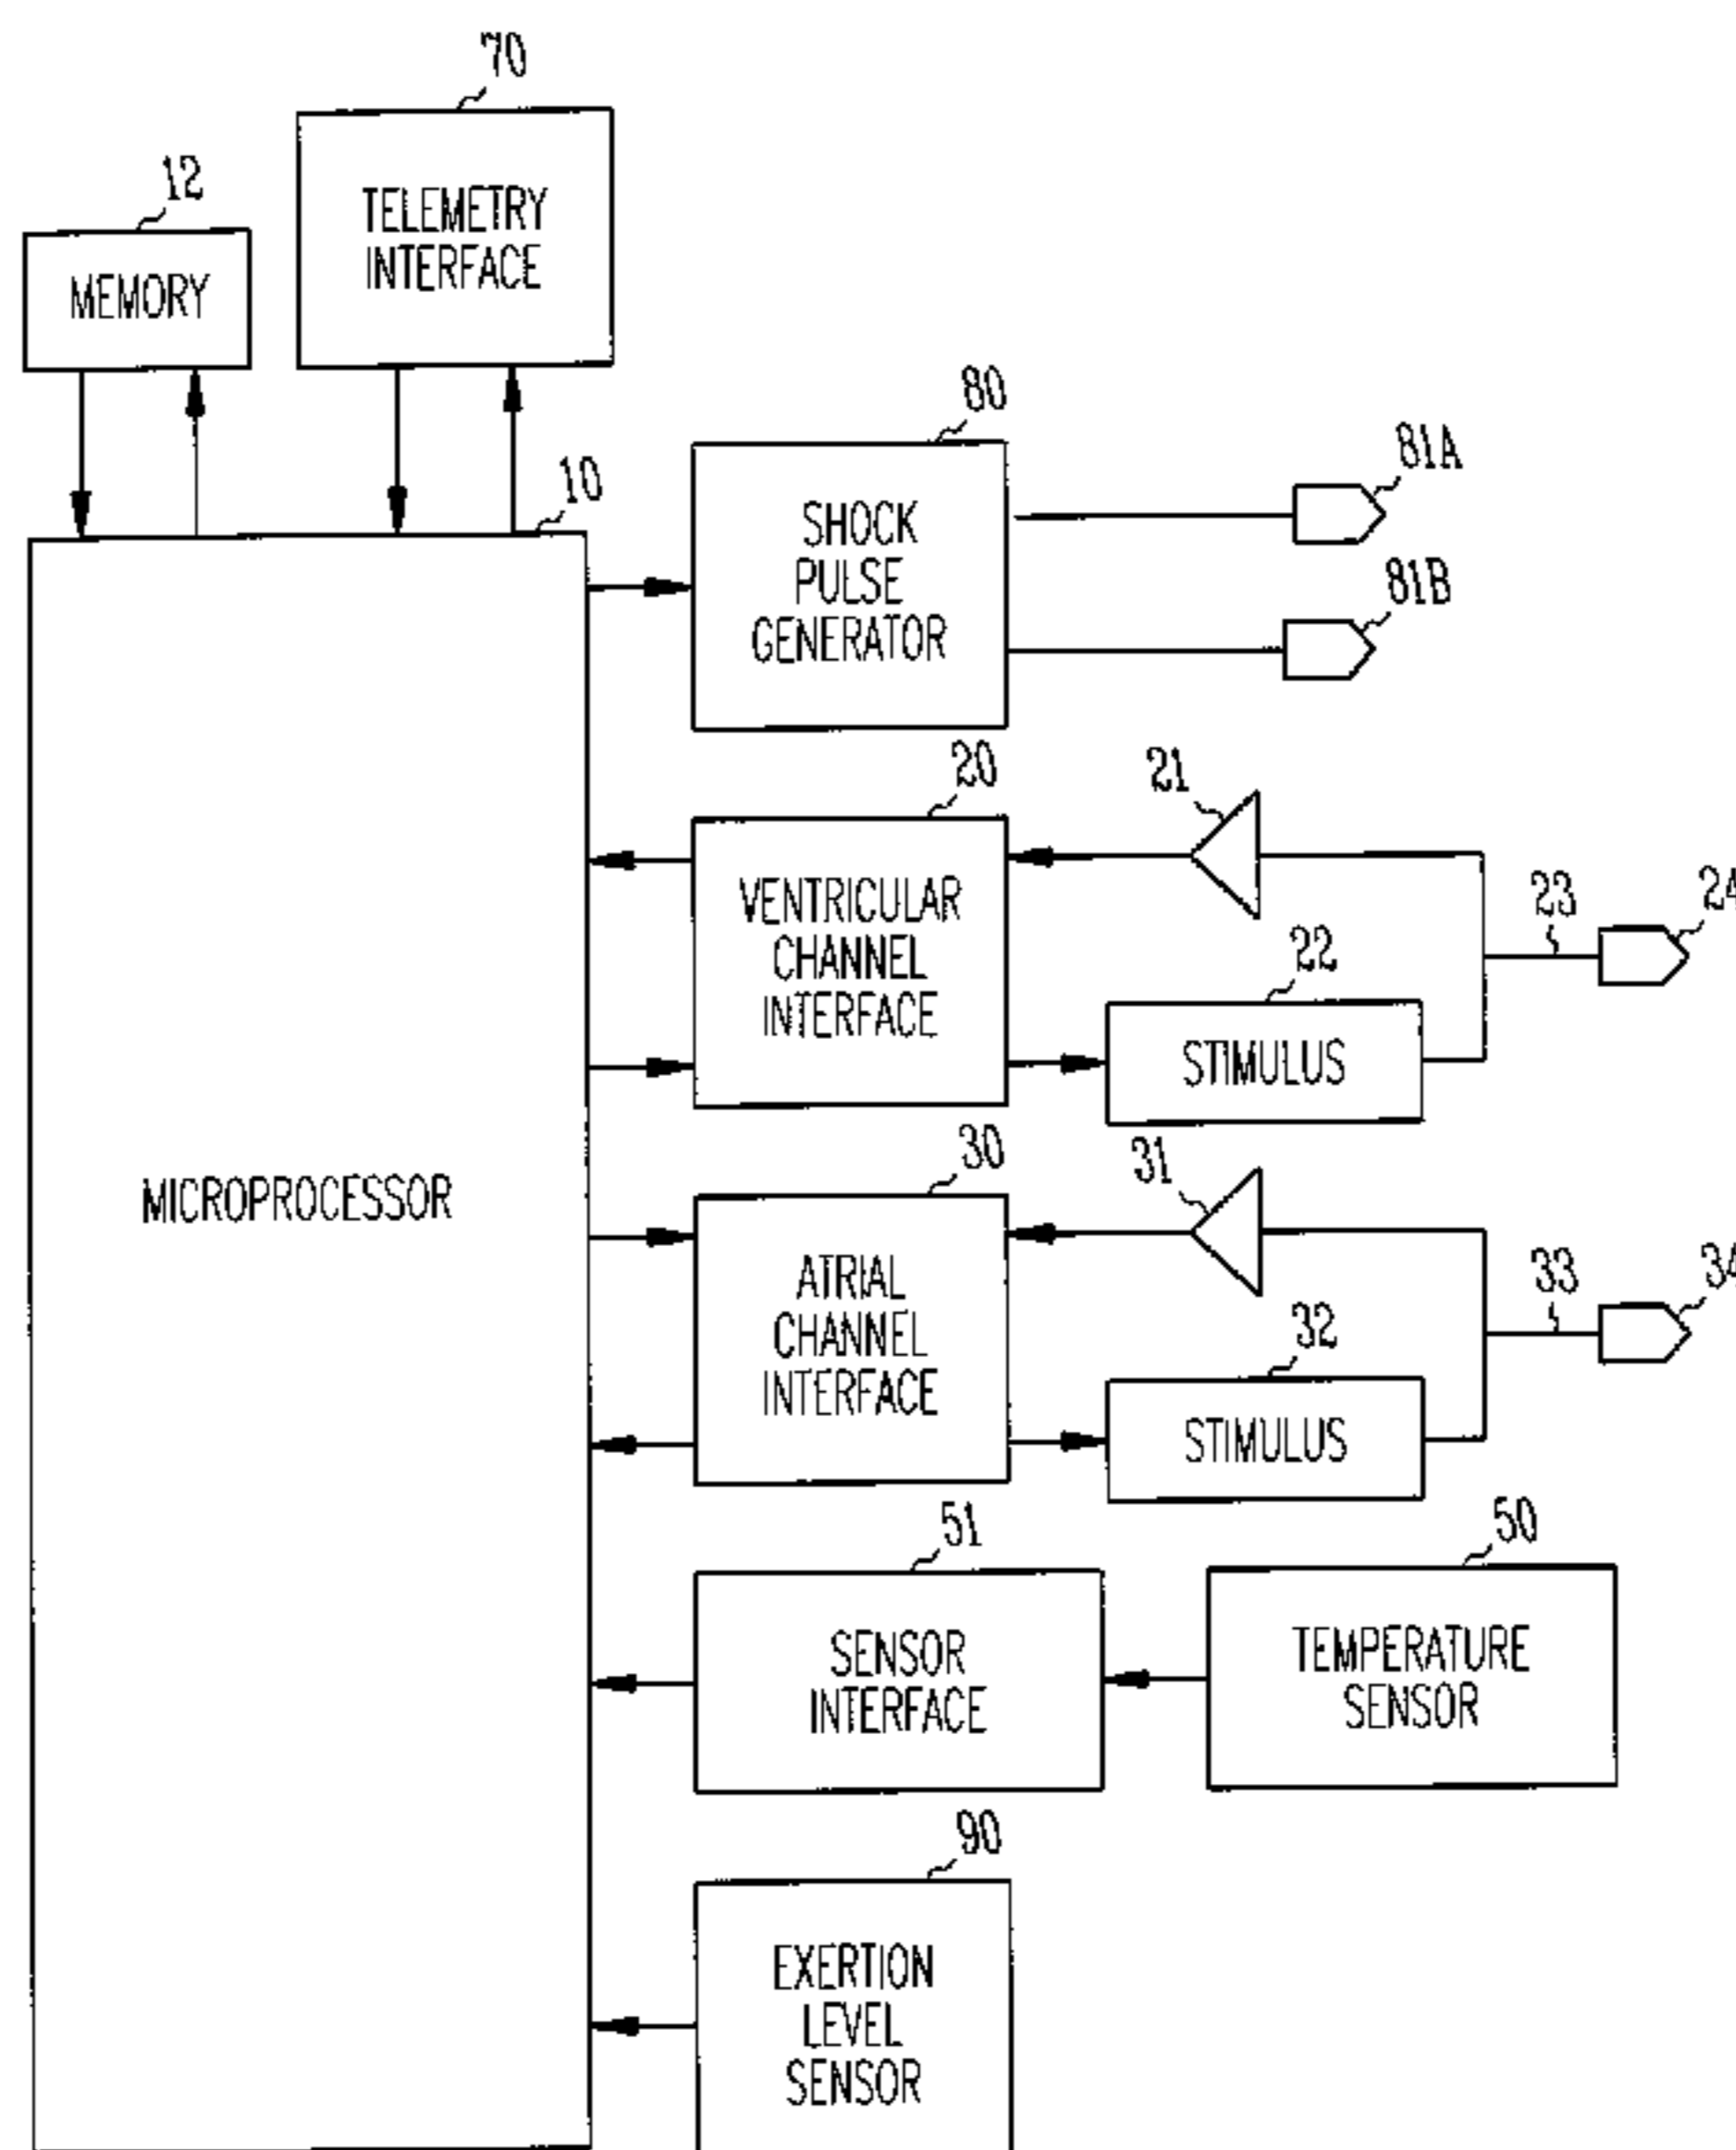 70
12
TELEMETRY
INTERFACE
MEMORY
80
81A
10
SHOCK
PULSE
GENERATOR
81B
20
21
VENTRICULAR
CHANNEL
INTERFACE
23
24
22
STIMULUS
30
31
MICROPROCESSOR
ATRIAL
CHANNEL
INTERFACE
33
34
32
STIMULUS
51
50
SENSOR
INTERFACE
TEMPERATURE
SENSOR
90
EXERTION
LEVEL
SENSOR